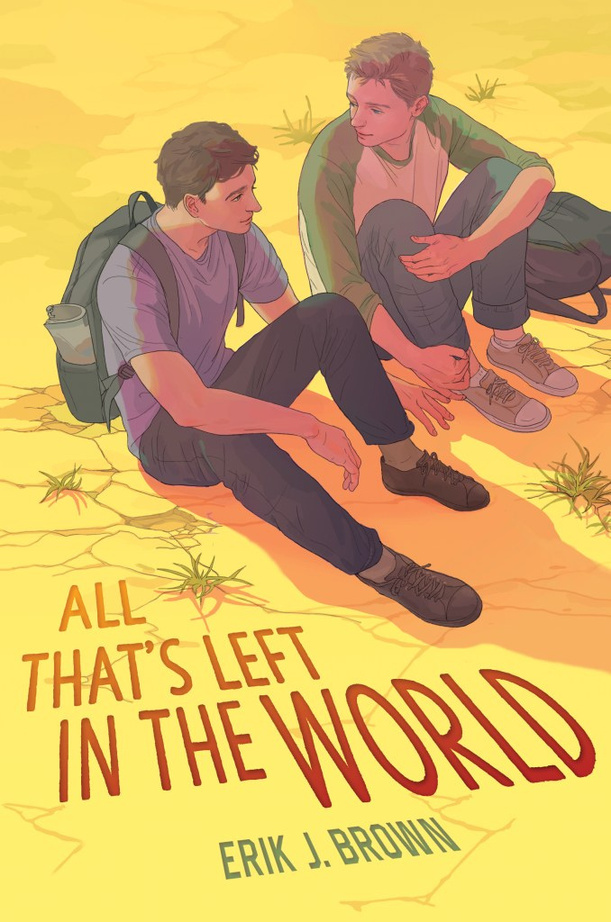 ALL
THAT'S LEFT
IN THE WORLD
ERIK J. BROWN